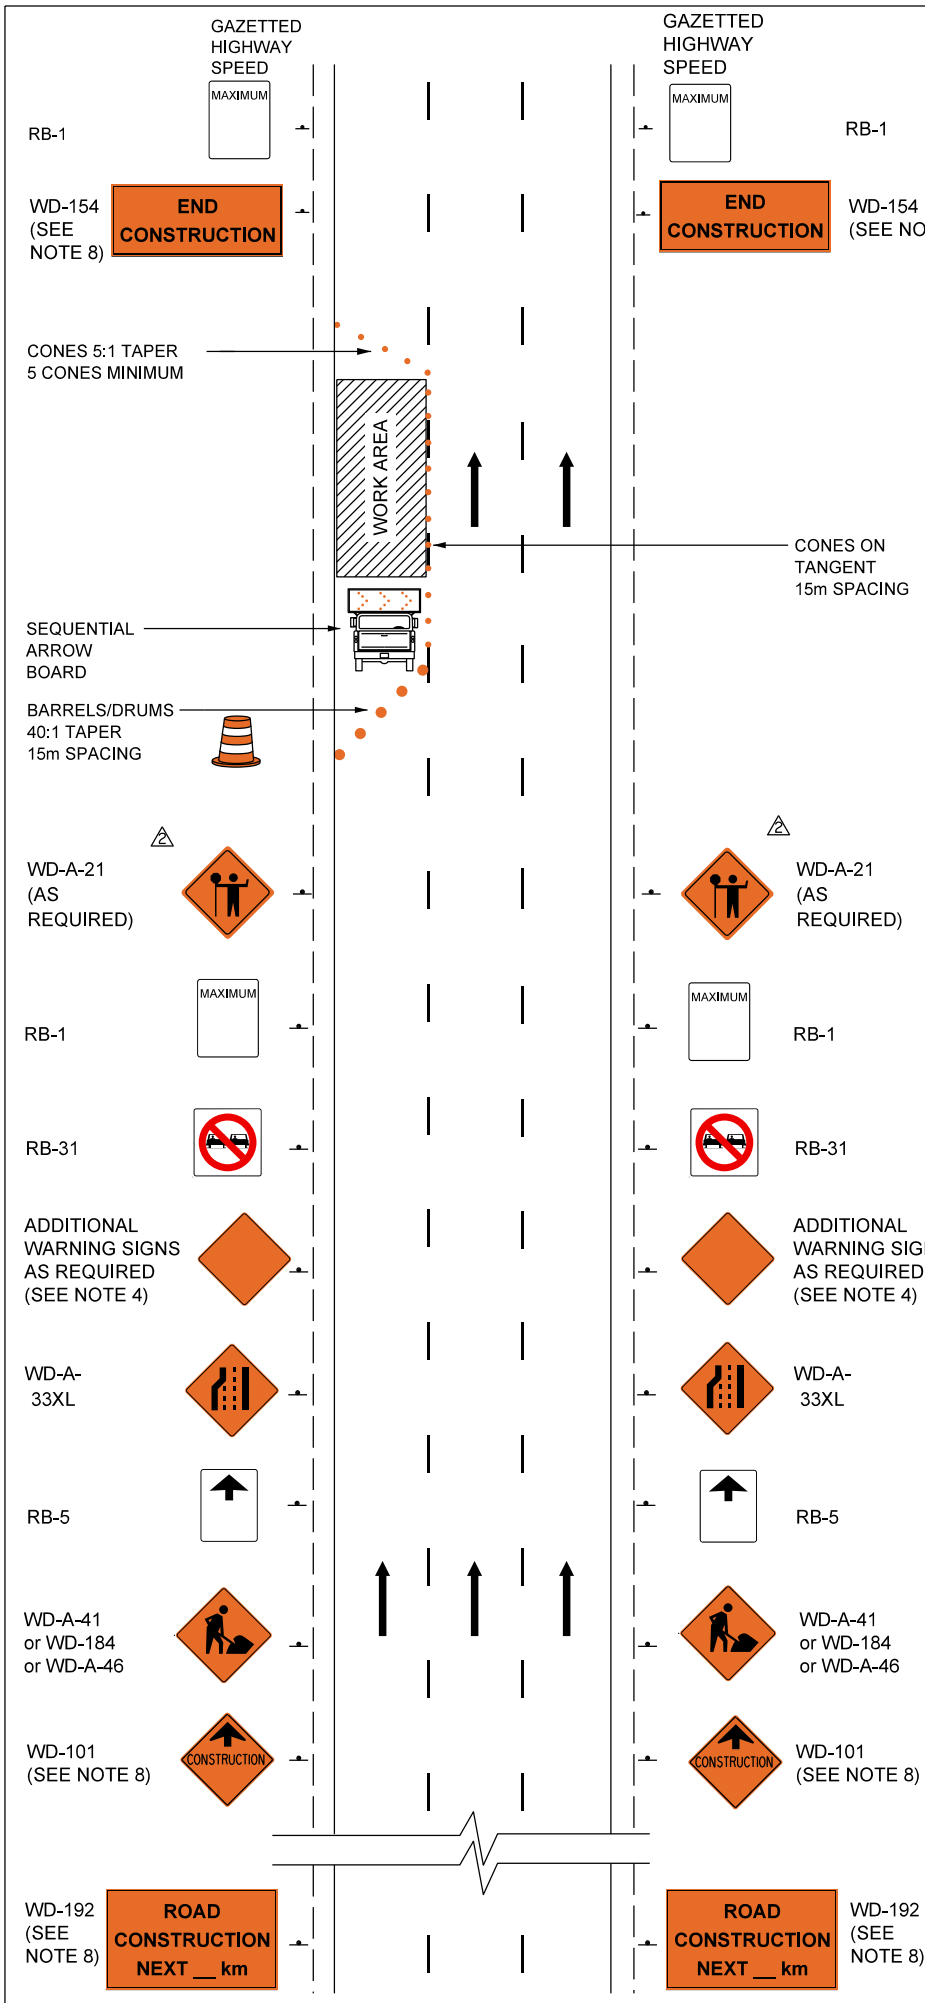 GAZETTED
HIGHWAY
SPEED
MAXIMUM
RB-1
GAZETTED
HIGHWAY
SPEED
MAXIMUM
RB-1
WD-154
(SEE
NOTE 8)
END
CONSTRUCTION
END
CONSTRUCTION
WD-154
(SEE NO
CONES 5:1 TAPER
5 CONES MINIMUM
WORK AREA
CONES ON
TANGENT
15m SPACING
SEQUENTIAL
ARROW
BOARD
BARRELS/DRUMS
40:1 TAPER
15m SPACING
2
WD-A-21
(AS
REQUIRED)
2
WD-A-21
(AS
REQUIRED)
RB-1
MAXIMUM
MAXIMUM
RB-1
RB-31
RB-31
ADDITIONAL
WARNING SIGNS
AS REQUIRED
(SEE NOTE 4)
ADDITIONAL
WARNING SIG
AS REQUIRED
(SEE NOTE 4)
WD-A-
33XL
WD-A-
33XL
RB-5
RB-5
WD-A-41
or WD-184
or WD-A-46
WD-A-41
or WD-184
or WD-A-46
WD-101
(SEE NOTE 8)
CONSTRUCTION
CONSTRUCTION
WD-101
(SEE NOTE 8)
WD-192
(SEE
NOTE 8)
ROAD
CONSTRUCTION
NEXT __ km
ROAD
CONSTRUCTION
NEXT __ km
WD-192
(SEE
NOTE 8)